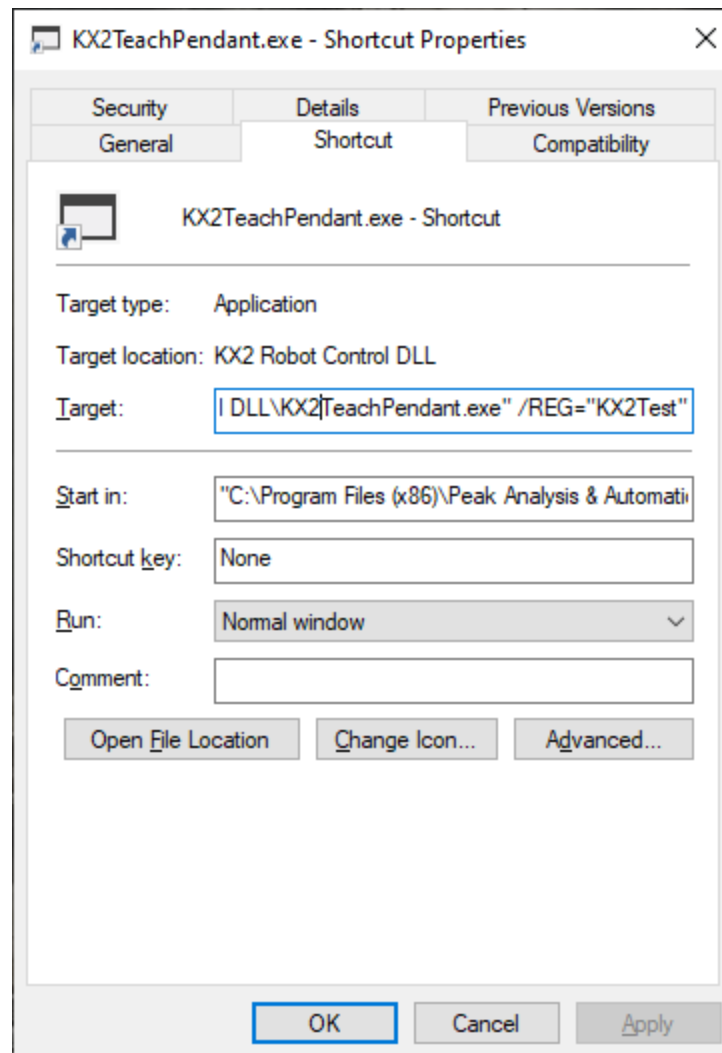 KX2TeachPendant.exe - Shortcut Properties
Security Details Previous Versions
General Shortcut Compatibility
KX2TeachPendant.exe - Shortcut
Target type: Application
Target location: KX2 Robot Control DLL
Target: l DLL\KX2TeachPendant.exe" /REG="KX2Test"
Start in: "C:\Program Files (x86)\Peak Analysis & Automati
Shortcut key: None
Run: Normal window
Comment:
Open File Location Change Icon... Advanced...
OK Cancel Apply